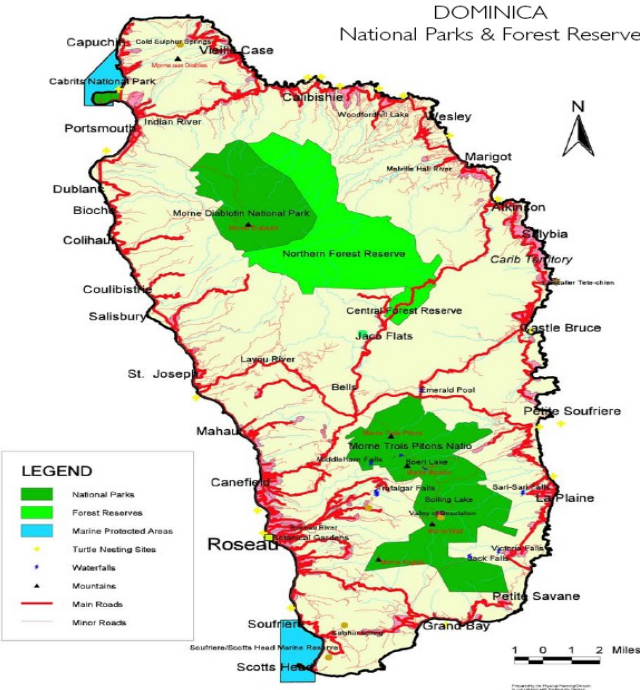 DOMINICA
National Parks & Forest Reserve
Capuchin
Cold Sulphur Springs
Vieille Case
Morne aux Diables
Cabrits National Park
Calibishie
Indian River
Woodfordhill Lake
Wesley
Portsmouth
N
Marigot
Melville Hall River
Dublanc
Atkinson
Bioche
Morne Diablotin National Park
Salybia
Colihaut
Northern Forest Reserve
Carib Territory
Coulibistrie
Central Forest Reserve
Salisbury
Castle Bruce
Jaco Flats
Layou River
St. Joseph
Bells
Emerald Pool
Petite Soufriere
Mahaut
Morne Trois Pitons Natio
Middleham Falls
Boeri Lake
LEGEND
Canefield
Trafalgar Falls
Sari-Sari Falls
National Parks
Boiling Lake
La Plaine
Forest Reserves
Valley of Desolation
Marine Protected Areas
Roseau River
Botanical Gardens
Roseau
Turtle Nesting Sites
Victoria Falls
Waterfalls
Sock Falls
Mountains
Main Roads
Petite Savane
Minor Roads
Soufriere
Grand Bay
Soufriere/Scotts Head Marine Reserve
Scotts Head
1 0 1 2 Miles